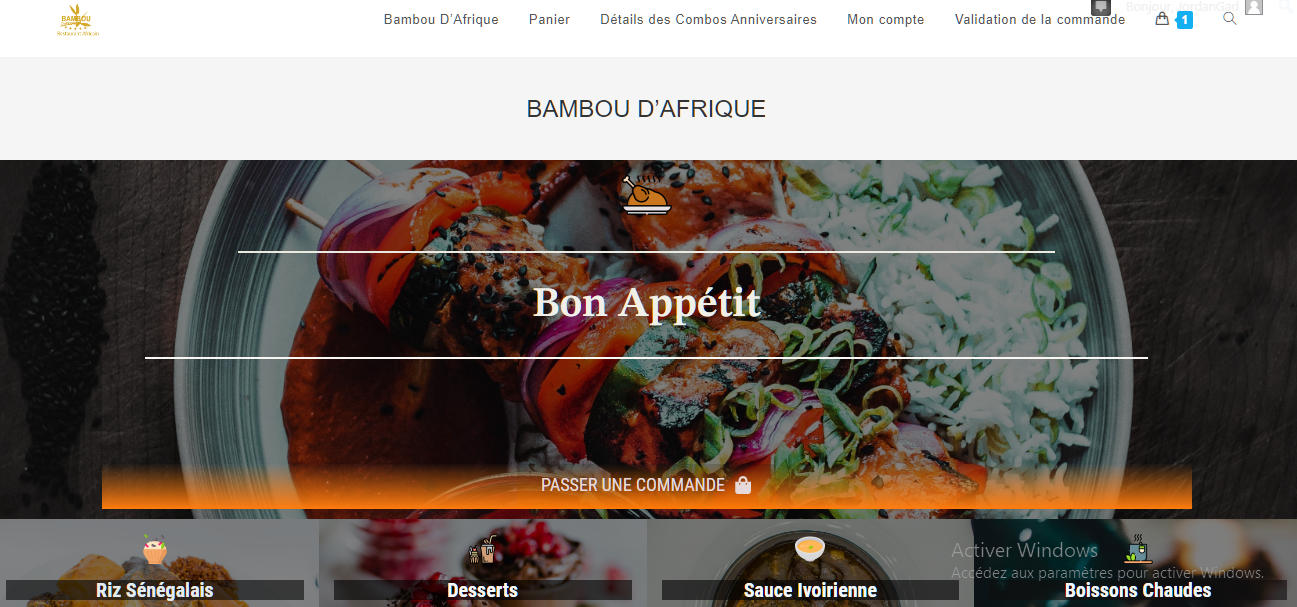 BAMBOU
Restaurant Africain
Bambou D’Afrique Panier Détails des Combos Anniversaires Mon compte Validation de la commande 1
Bonjour, JordanGad
BAMBOU D’AFRIQUE
Bon Appétit
PASSER UNE COMMANDE
Activer Windows
Accédez aux paramètres pour activer Windows.
Riz Sénégalais Desserts Sauce Ivoirienne Boissons Chaudes